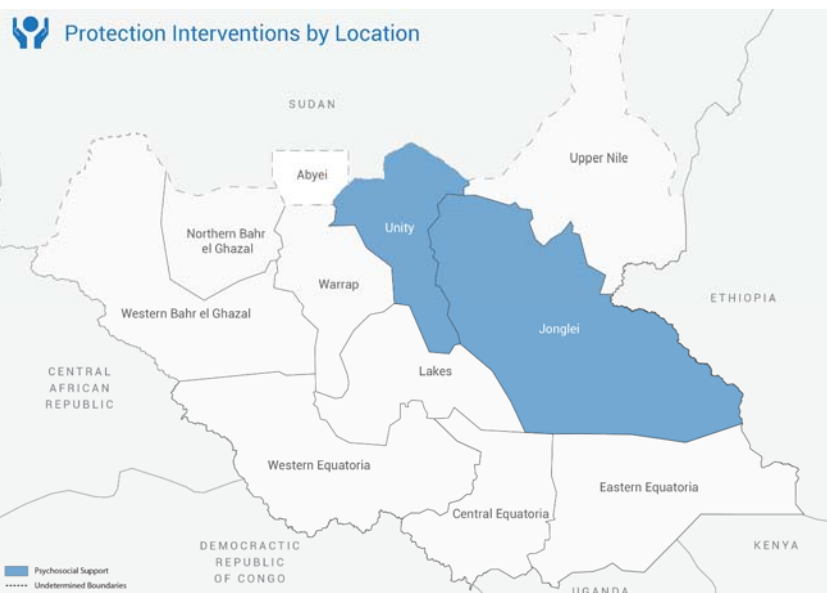 Protection Interventions by Location
SUDAN
Upper Nile
Abyei
Unity
Northern Bahr
el Ghazal
Warrap
ETHIOPIA
Western Bahr el Ghazal
Jonglei
CENTRAL
AFRICAN
REPUBLIC
Lakes
Western Equatoria
Eastern Equatoria
Central Equatoria
DEMOCRACTIC
REPUBLIC
OF CONGO
KENYA
UGANDA
Psychosocial Support
Undetermined Boundaries